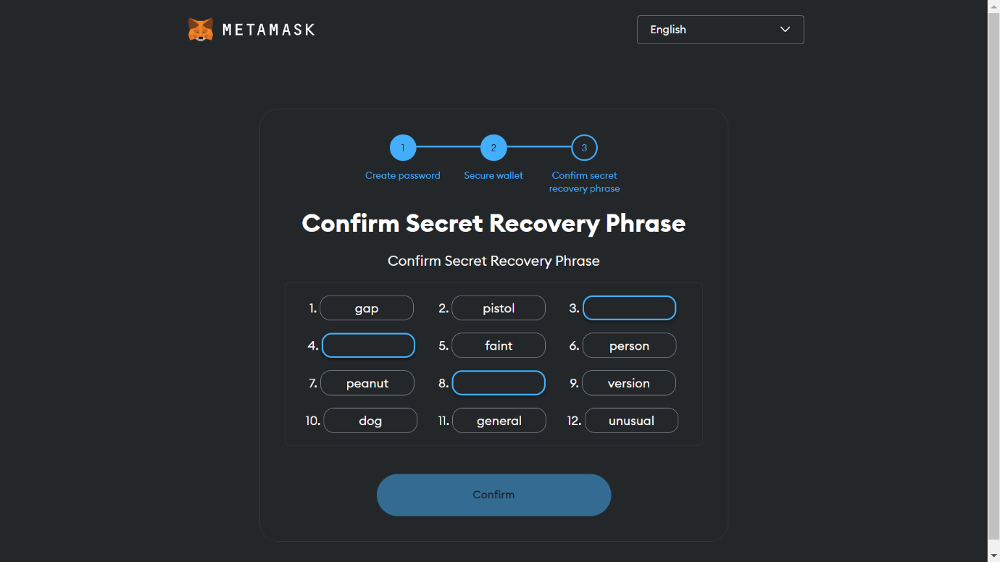 METAMASK
English
1
2
3
Create password
Secure wallet
Confirm secret
recovery phrase
Confirm Secret Recovery Phrase
Confirm Secret Recovery Phrase
1. gap 2. pistol 3.
4. 5. faint 6. person
7. peanut 8. 9. version
10. dog 11. general 12. unusual
Confirm